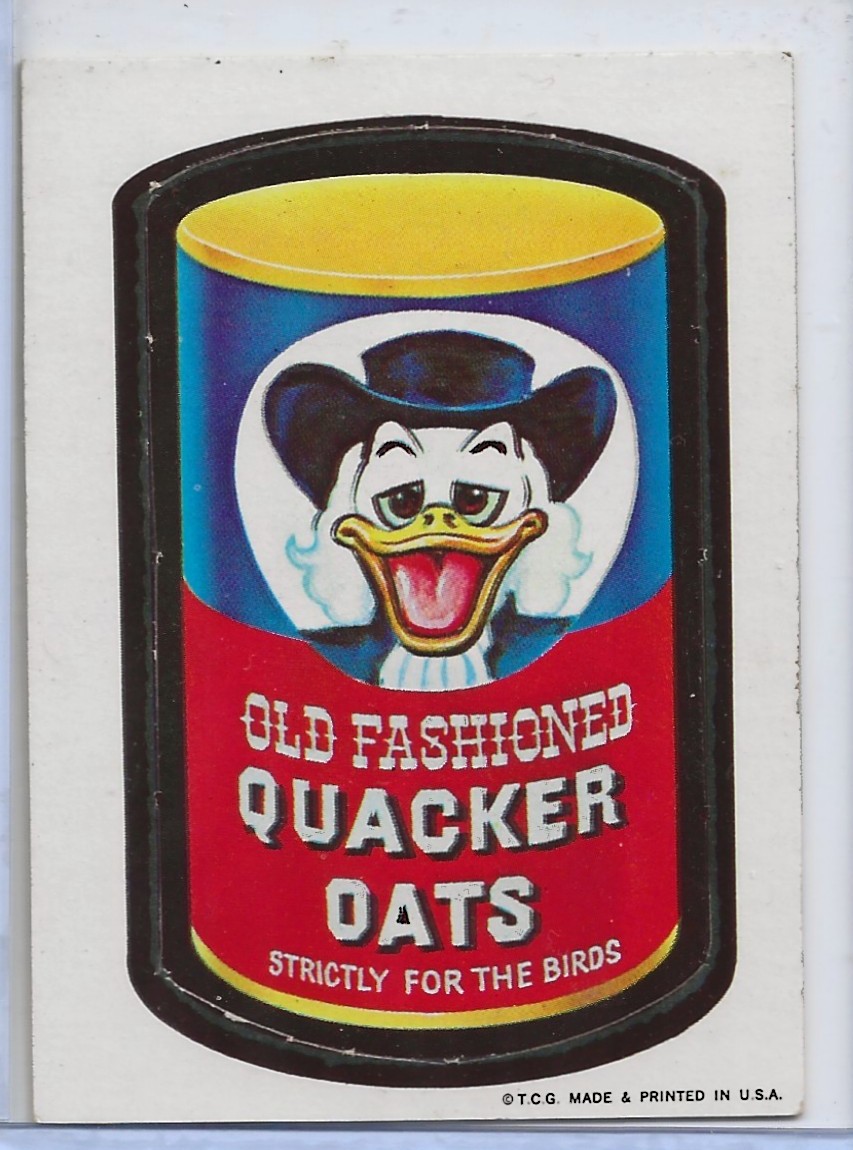 OLD FASHIONED
QUACKER
OATS
STRICTLY FOR THE BIRDS
© T.C.G. MADE & PRINTED IN U.S.A.